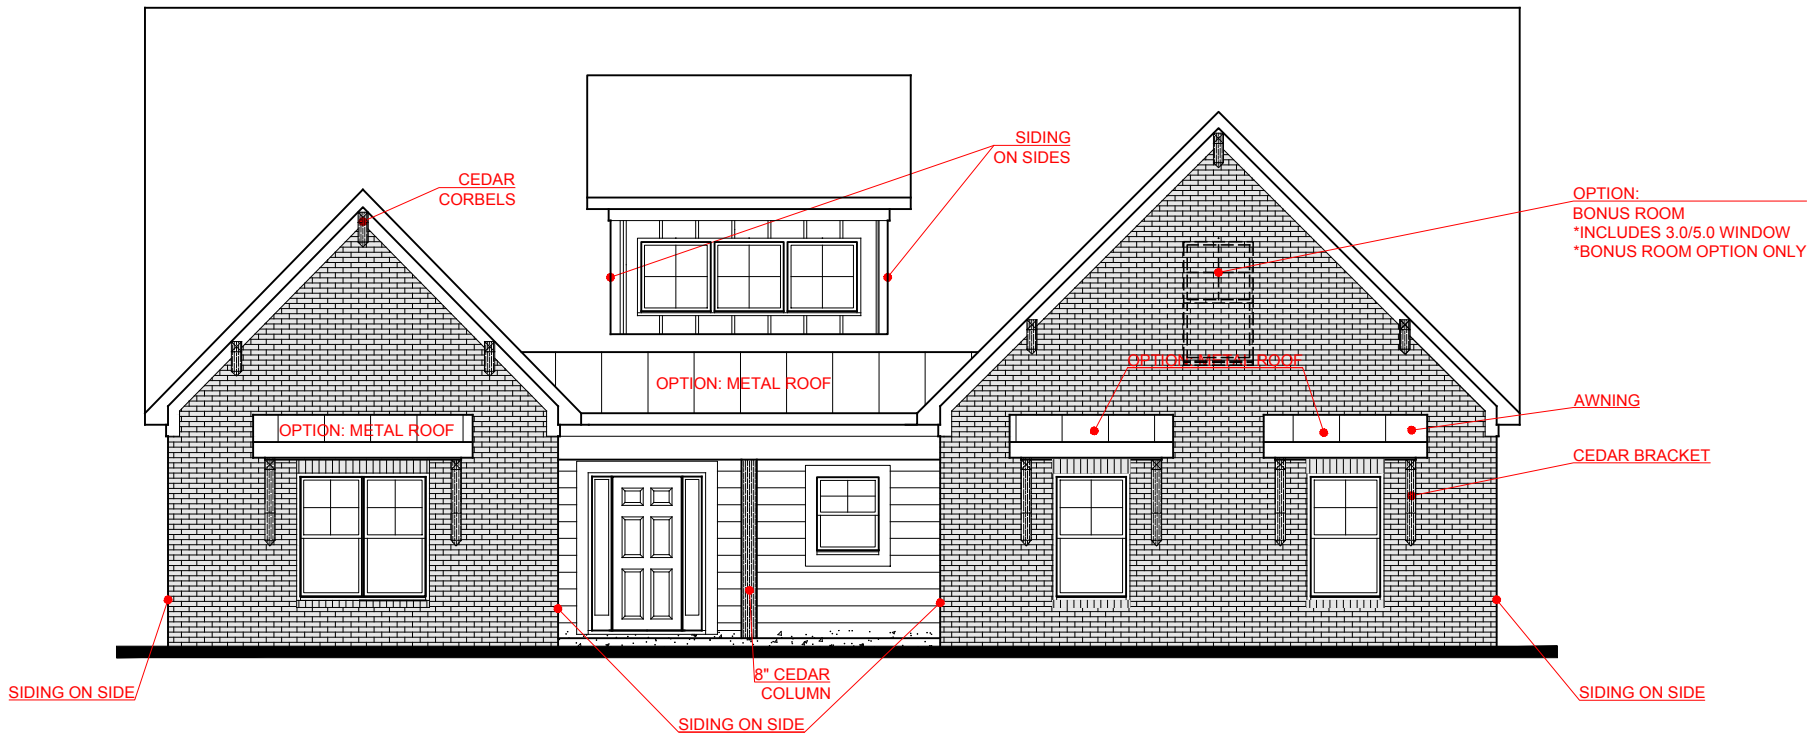 SIDING
ON SIDES
CEDAR
CORBELS
OPTION:
BONUS ROOM
*INCLUDES 3.0/5.0 WINDOW
*BONUS ROOM OPTION ONLY
OPTION: METAL ROOF
OPTION: METAL ROOF
AWNING
OPTION: METAL ROOF
CEDAR BRACKET
8" CEDAR
COLUMN
SIDING ON SIDE
SIDING ON SIDE
SIDING ON SIDE